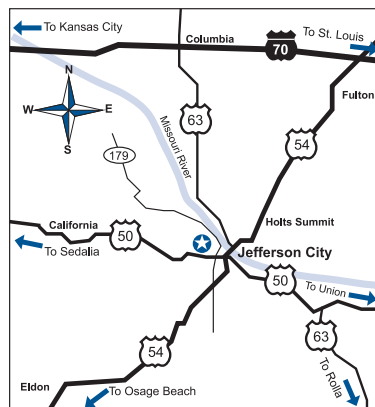 To Kansas City
To St. Louis
Columbia
70
N
W E
S
63
Fulton
54
179
Missouri River
California
Holts Summit
50
Jefferson City
To Sedalia
50
To Union
54
63
Eldon
To Osage Beach
To Rolla